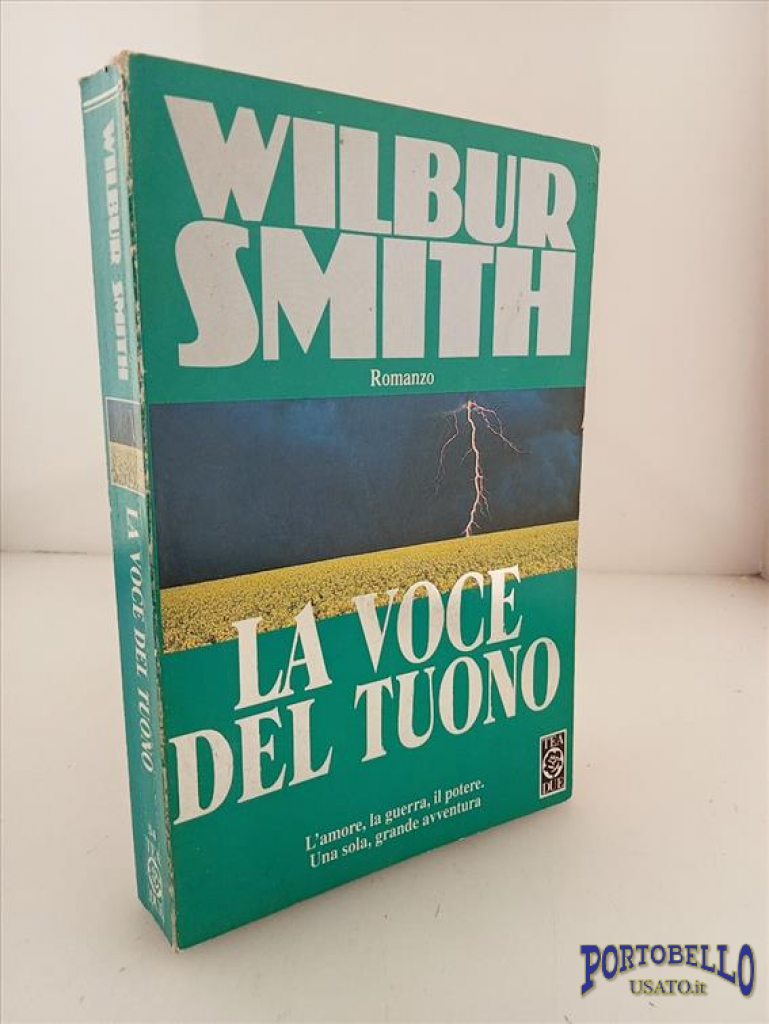 WILBUR
SMITH
Romanzo
LA VOCE
DEL TUONO
L'amore, la guerra, il potere.
Una sola, grande avventura
TEA
DUE
WILBUR SMITH
LA VOCE DEL TUONO
PORTOBELLO
USATO.it